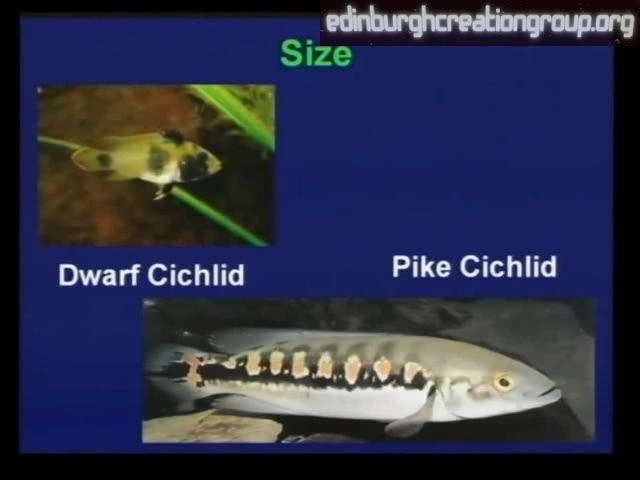 edinburghcreationgroup.org
Size
Dwarf Cichlid
Pike Cichlid